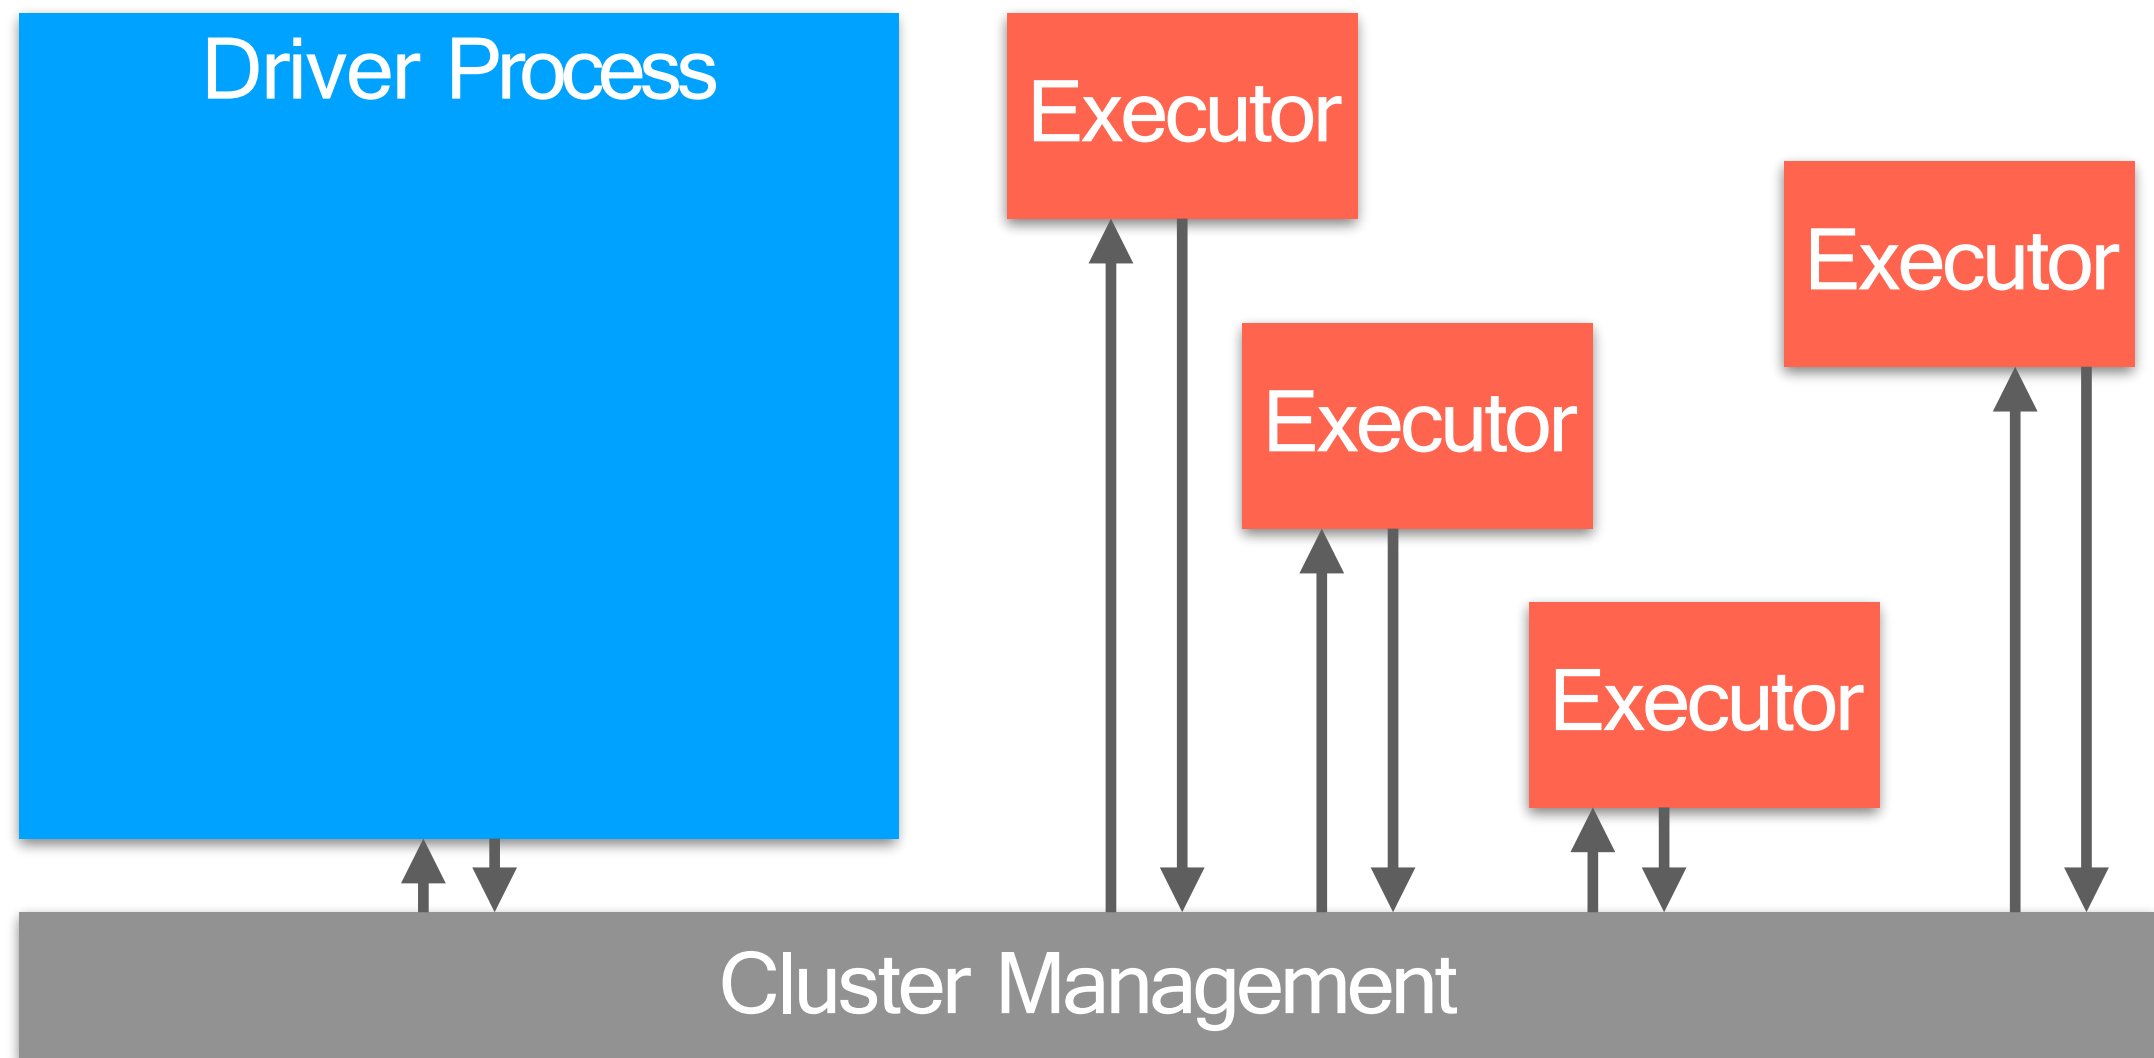 Driver Process
Executor
Executor
Executor
Executor
Cluster Management